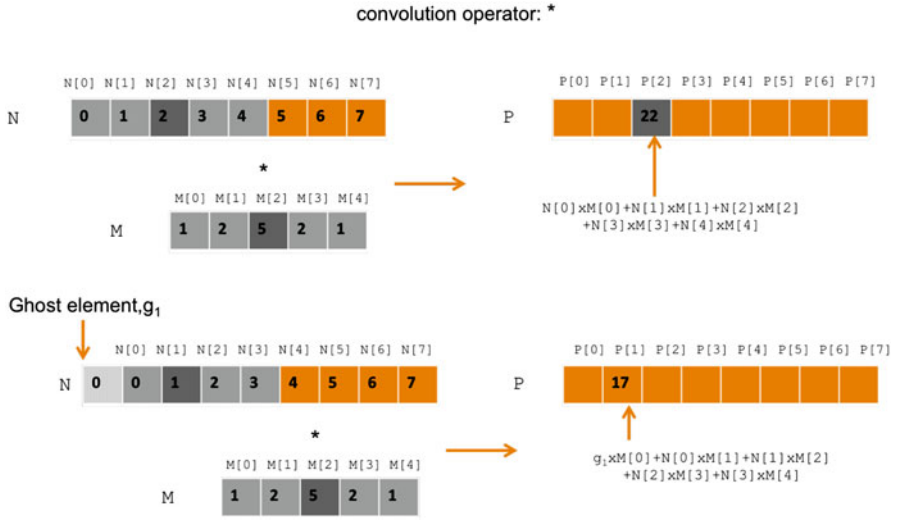 convolution operator: *
N[0] N[1] N[2] N[3] N[4] N[5] N[6] N[7]
P[0] P[1] P[2] P[3] P[4] P[5] P[6] P[7]
N 0 1 2 3 4 5 6 7
P 22
*
M[0] M[1] M[2] M[3] M[4]
M 1 2 5 2 1
N[0]xM[0]+N[1]xM[1]+N[2]xM[2]
+N[3]xM[3]+N[4]xM[4]
Ghost element,g₁
N[0] N[1] N[2] N[3] N[4] N[5] N[6] N[7]
P[0] P[1] P[2] P[3] P[4] P[5] P[6] P[7]
N 0 0 1 2 3 4 5 6 7
P 17
*
M[0] M[1] M[2] M[3] M[4]
M 1 2 5 2 1
g₁xM[0]+N[0]xM[1]+N[1]xM[2]
+N[2]xM[3]+N[3]xM[4]